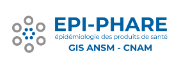 EPI-PHARE
épidémiologie des produits de santé
GIS ANSM - CNAM